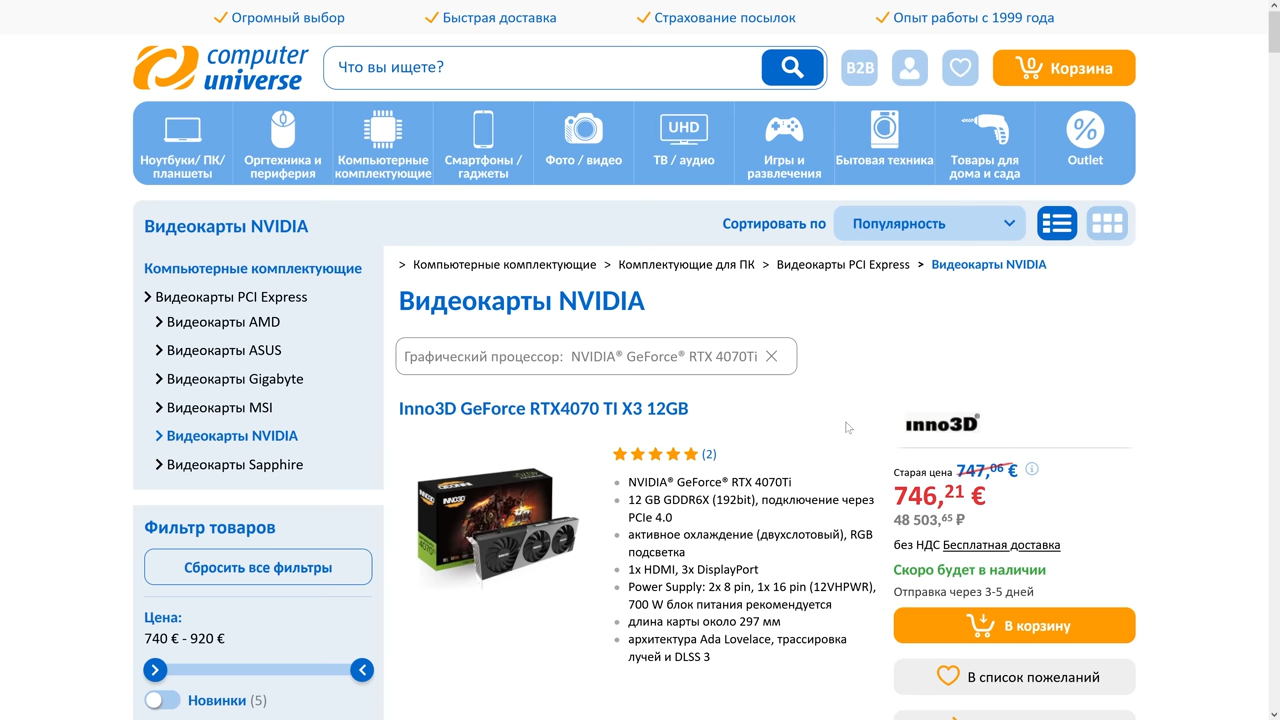 Огромный выбор
Быстрая доставка
Страхование посылок
Опыт работы с 1999 года
computer
universe
Что вы ищете?
B2B
0
Корзина
Ноутбуки/ ПК/
планшеты
Оргтехника и
периферия
Компьютерные
комплектующие
Смартфоны /
гаджеты
Фото / видео
UHD
ТВ / аудио
Игры и
развлечения
Бытовая техника
Товары для
дома и сада
%
Outlet
Видеокарты NVIDIA
Сортировать по
Популярность
Компьютерные комплектующие
Видеокарты PCI Express
Видеокарты AMD
Видеокарты ASUS
Видеокарты Gigabyte
Видеокарты MSI
Видеокарты NVIDIA
Видеокарты Sapphire
> Компьютерные комплектующие > Комплектующие для ПК > Видеокарты PCI Express > Видеокарты NVIDIA
Видеокарты NVIDIA
Графический процессор: NVIDIA® GeForce® RTX 4070Ti
Inno3D GeForce RTX4070 TI X3 12GB
INNO3D
(2)
NVIDIA® GeForce® RTX 4070Ti
12 GB GDDR6X (192bit), подключение через
PCIe 4.0
активное охлаждение (двухслотовый), RGB
подсветка
1x HDMI, 3x DisplayPort
Power Supply: 2x 8 pin, 1x 16 pin (12VHPWR),
700 W блок питания рекомендуется
длина карты около 297 мм
архитектура Ada Lovelace, трассировка
лучей и DLSS 3
inno3D®
Старая цена 747,06 €
746,21 €
48 503,65 ₽
без НДС Бесплатная доставка
Скоро будет в наличии
Отправка через 3-5 дней
В корзину
В список пожеланий
Фильтр товаров
Сбросить все фильтры
Цена:
740 € - 920 €
Новинки (5)